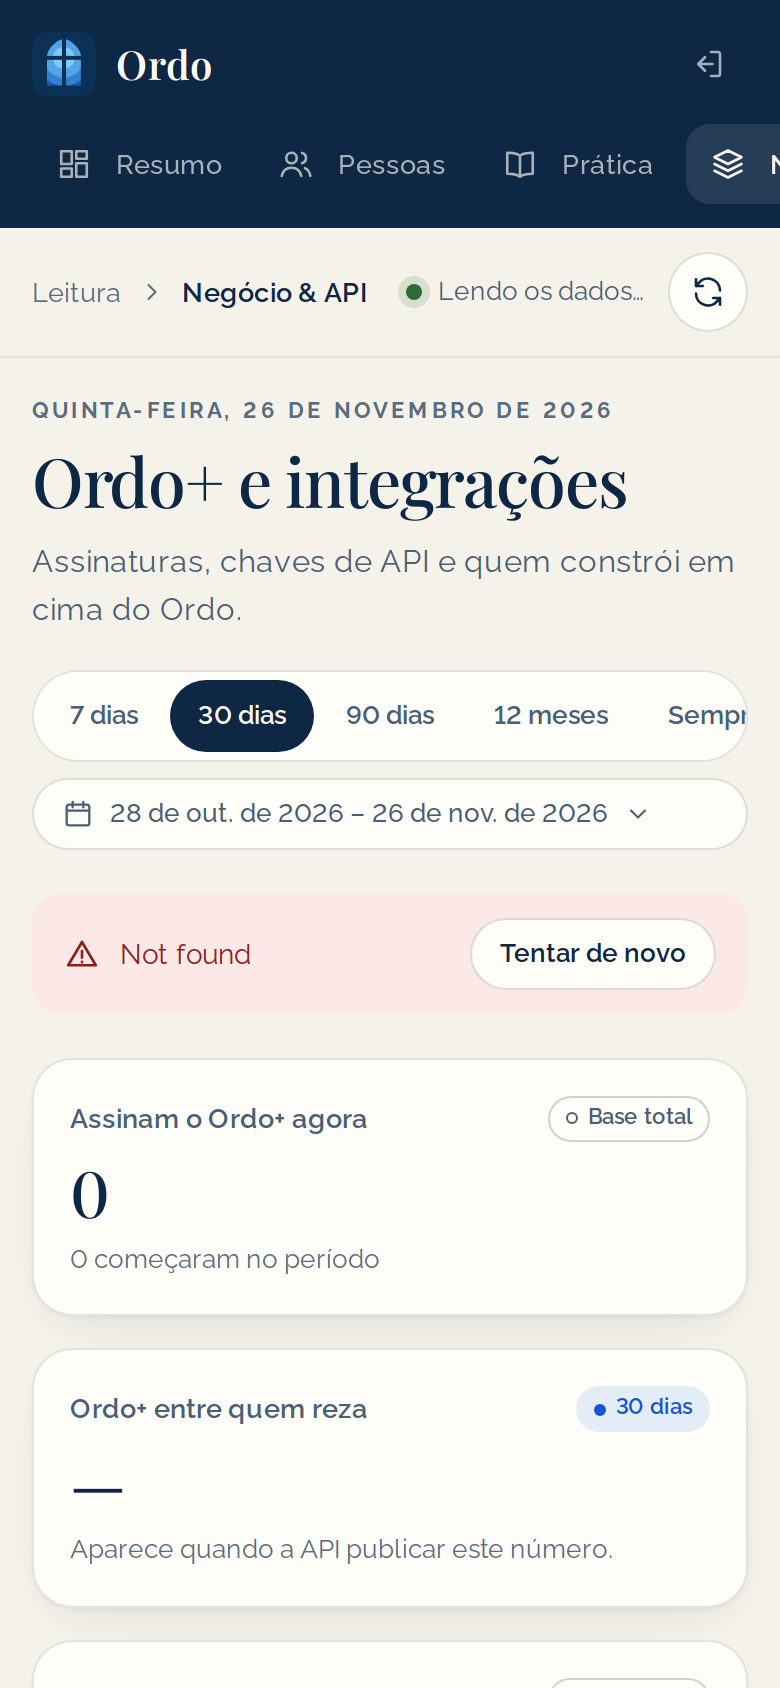 Ordo
Resumo
Pessoas
Prática
Leitura
Negócio & API
Lendo os dados...
QUINTA-FEIRA, 26 DE NOVEMBRO DE 2026
Ordo+ e integrações
Assinaturas, chaves de API e quem constrói em
cima do Ordo.
7 dias
30 dias
90 dias
12 meses
Sempr
28 de out. de 2026 – 26 de nov. de 2026
Not found
Tentar de novo
Assinam o Ordo+ agora
Base total
0
0 começaram no período
Ordo+ entre quem reza
30 dias
—
Aparece quando a API publicar este número.